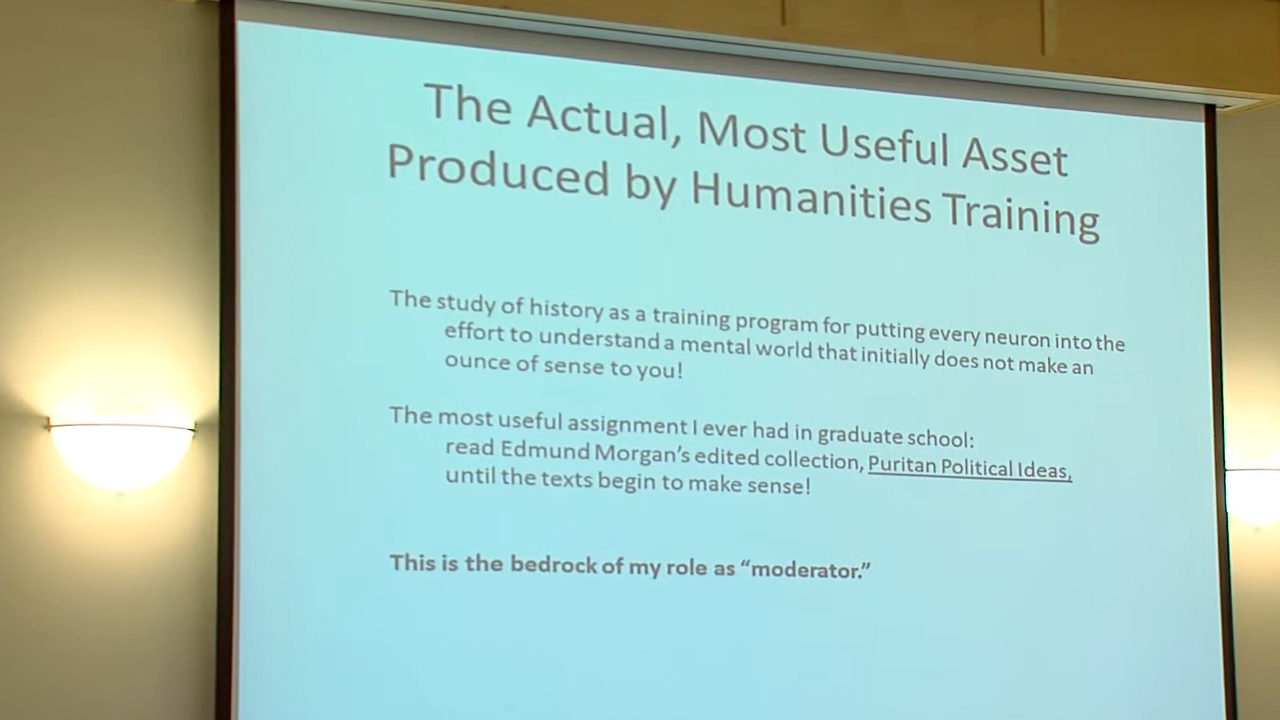 The Actual, Most Useful Asset
Produced by Humanities Training
The study of history as a training program for putting every neuron into the
effort to understand a mental world that initially does not make an
ounce of sense to you!
The most useful assignment I ever had in graduate school:
read Edmund Morgan's edited collection, Puritan Political Ideas,
until the texts begin to make sense!
This is the bedrock of my role as “moderator.”